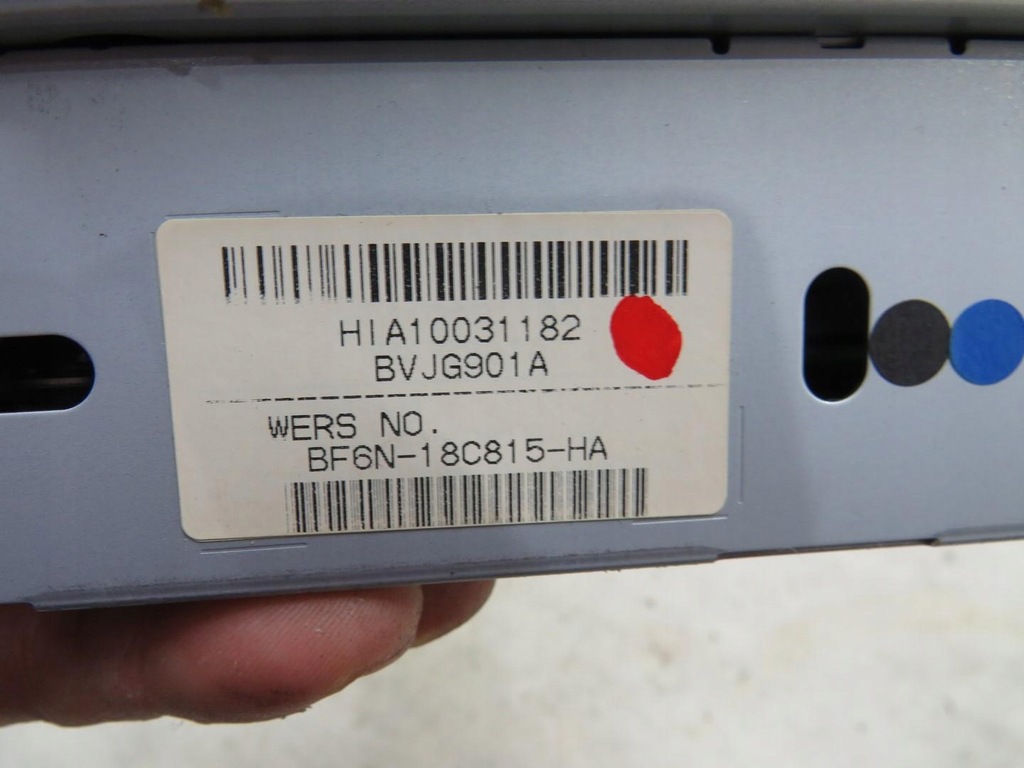 HIA10031182
BVJG901A
WERS NO.
BF6N-18C815-HA